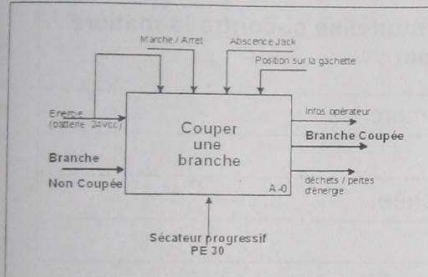 Marche / Arret
Abscence Jack
Position sur la gachette
Energie
(batterie 24vcc)
Couper
une
branche
A-0
Infos opérateur
Branche Coupée
Branche
Non Coupée
déchets / pertes
d'énergie
Sécateur progressif
PE 30